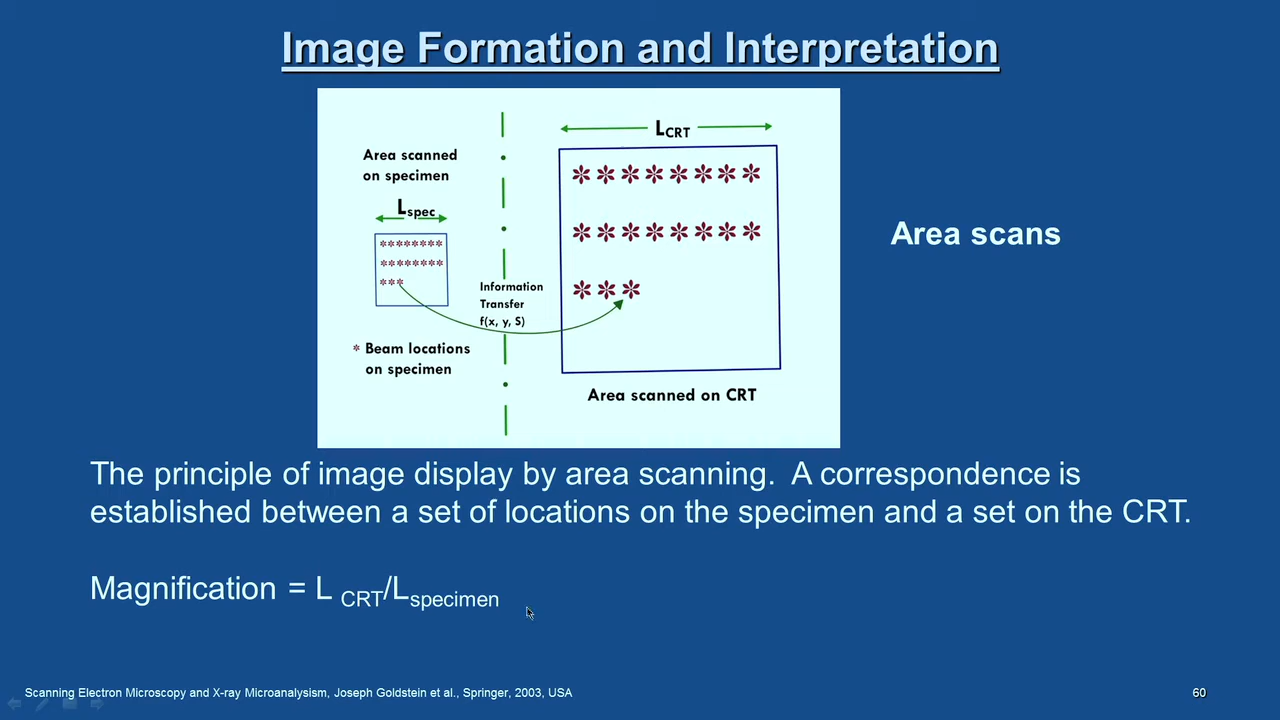 Image Formation and Interpretation
Area scanned
on specimen
Lspec
* Beam locations
on specimen
Information
Transfer
f(x, y, S)
LCRT
Area scanned on CRT
Area scans
The principle of image display by area scanning. A correspondence is
established between a set of locations on the specimen and a set on the CRT.
Magnification = L CRT/Lspecimen
Scanning Electron Microscopy and X-ray Microanalysism, Joseph Goldstein et al., Springer, 2003, USA
60